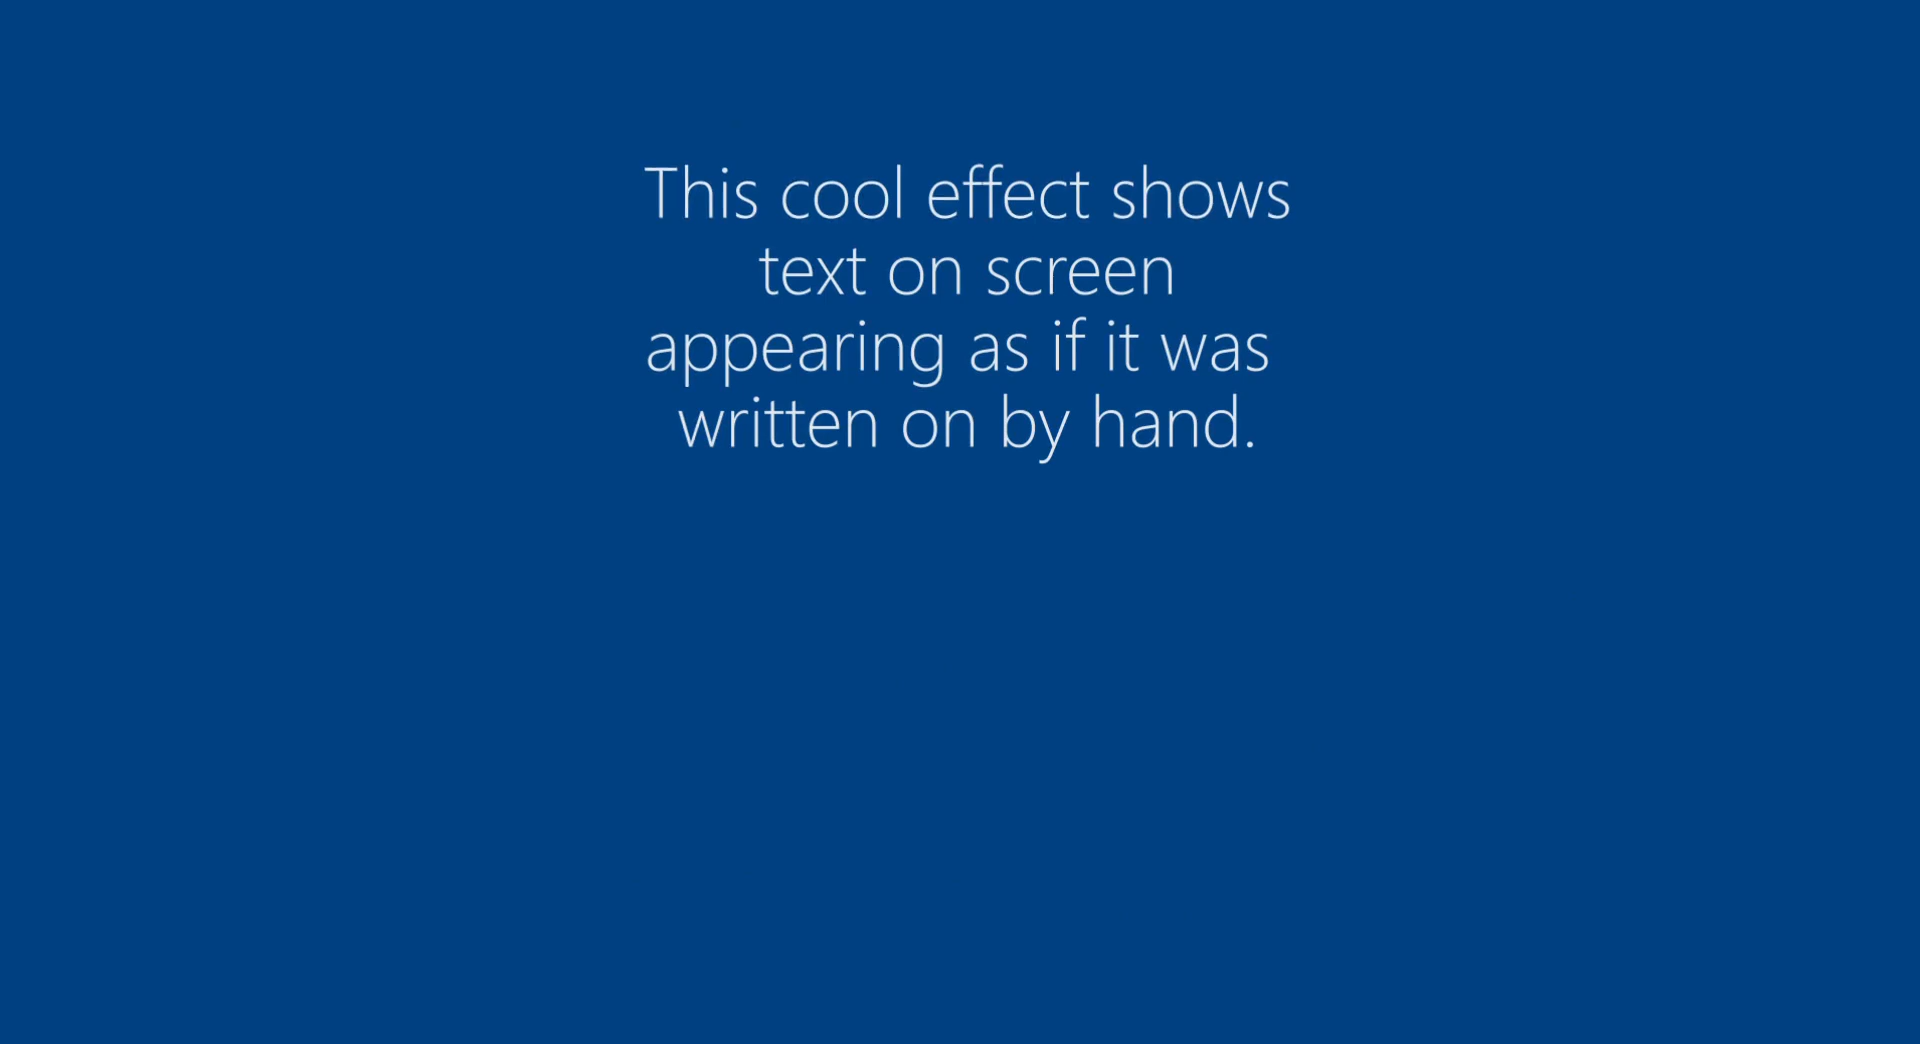 This cool effect shows
text on screen
appearing as if it was
written on by hand.